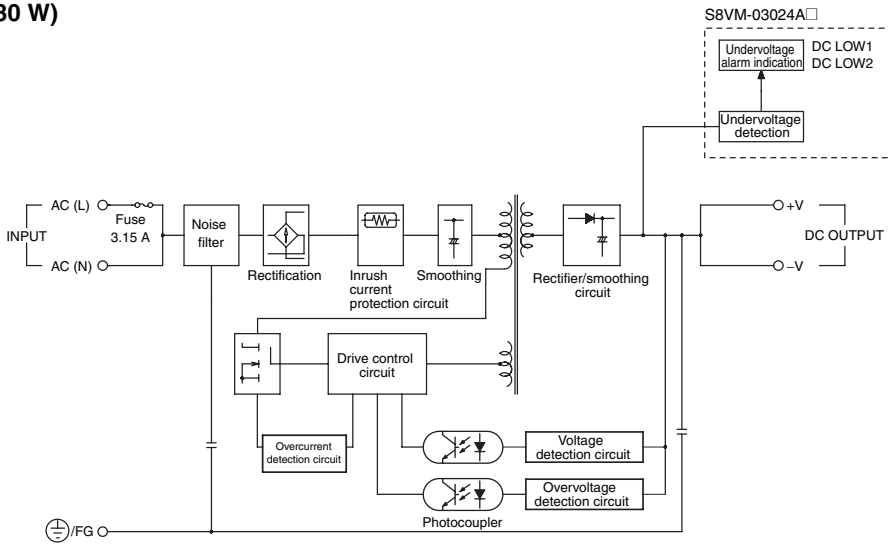 30 W)
S8VM-03024A□
Undervoltage
alarm indication
DC LOW1
DC LOW2
Undervoltage
detection
INPUT
AC (L)
Fuse
3.15 A
AC (N)
Noise
filter
Rectification
Inrush
current
protection circuit
Smoothing
Rectifier/smoothing
circuit
+V
DC OUTPUT
–V
Drive control
circuit
Overcurrent
detection circuit
Voltage
detection circuit
Overvoltage
detection circuit
Photocoupler
/FG